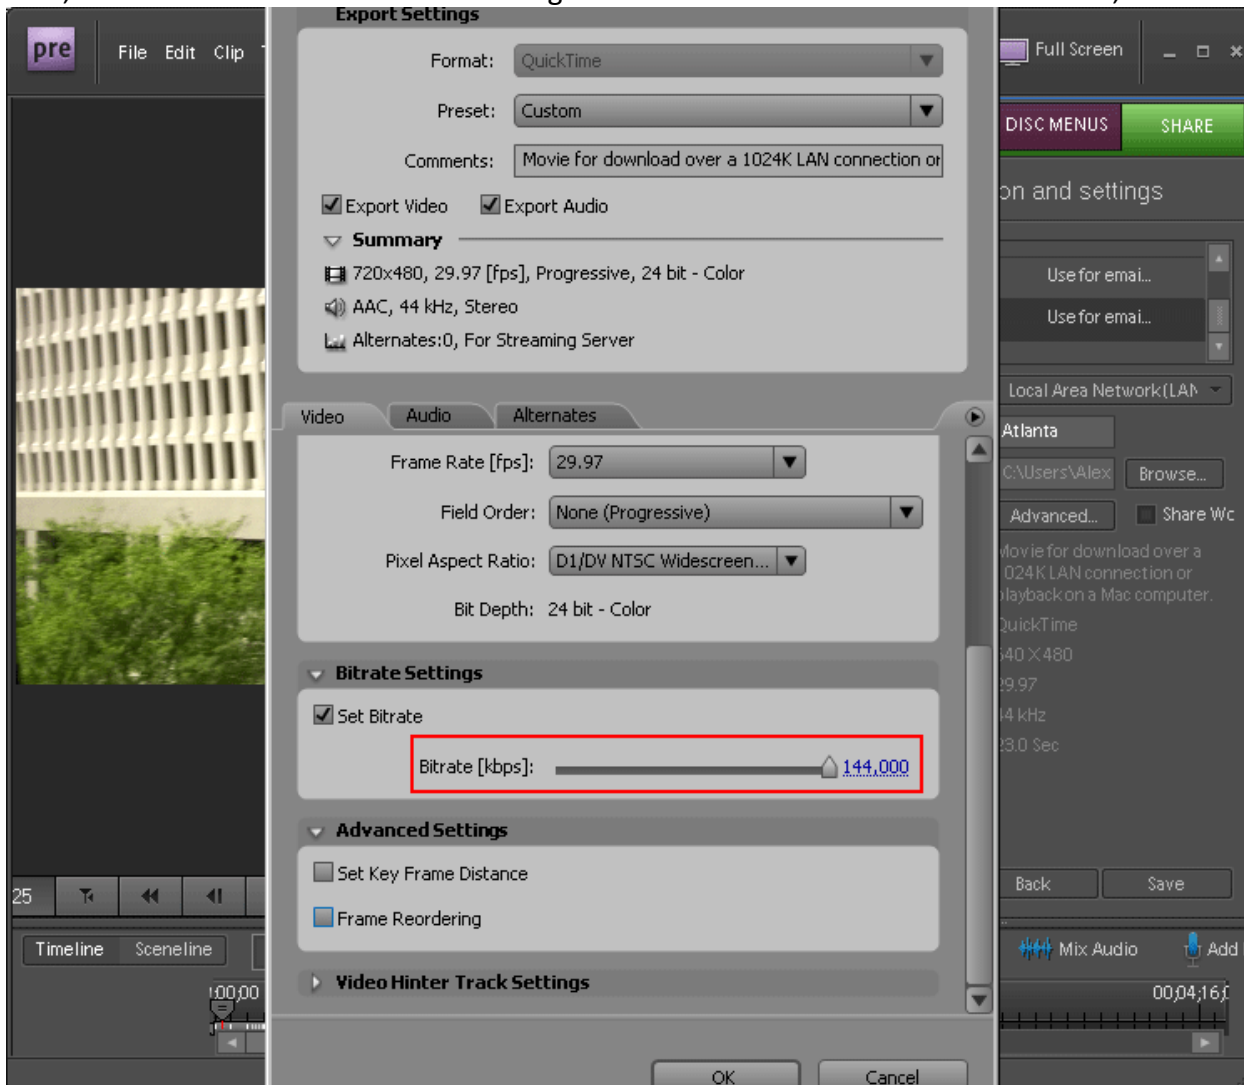 Export Settings
pre File Edit Clip
Full Screen
Format: QuickTime
Preset: Custom
DISC MENUS SHARE
Comments: Movie for download over a 1024K LAN connection or
on and settings
Export Video Export Audio
Summary
720x480, 29.97 [fps], Progressive, 24 bit - Color
Use for emai...
AAC, 44 kHz, Stereo
Use for emai...
Alternates:0, For Streaming Server
Local Area Network(LAN
Video Audio Alternates
Atlanta
Frame Rate [fps]: 29.97
C:\Users\Alex Browse...
Field Order: None (Progressive)
Advanced... Share Wc
Pixel Aspect Ratio: D1/DV NTSC Widescreen...
Movie for download over a
1024K LAN connection or
playback on a Mac computer.
Bit Depth: 24 bit - Color
QuickTime
640 X 480
Bitrate Settings
29.97
Set Bitrate
44 kHz
23.0 Sec
Bitrate [kbps]: 144,000
Advanced Settings
Set Key Frame Distance
Back Save
25
Frame Reordering
Timeline Sceneline
Mix Audio Add
Video Hinter Track Settings
00;00
00;04;16;
OK Cancel